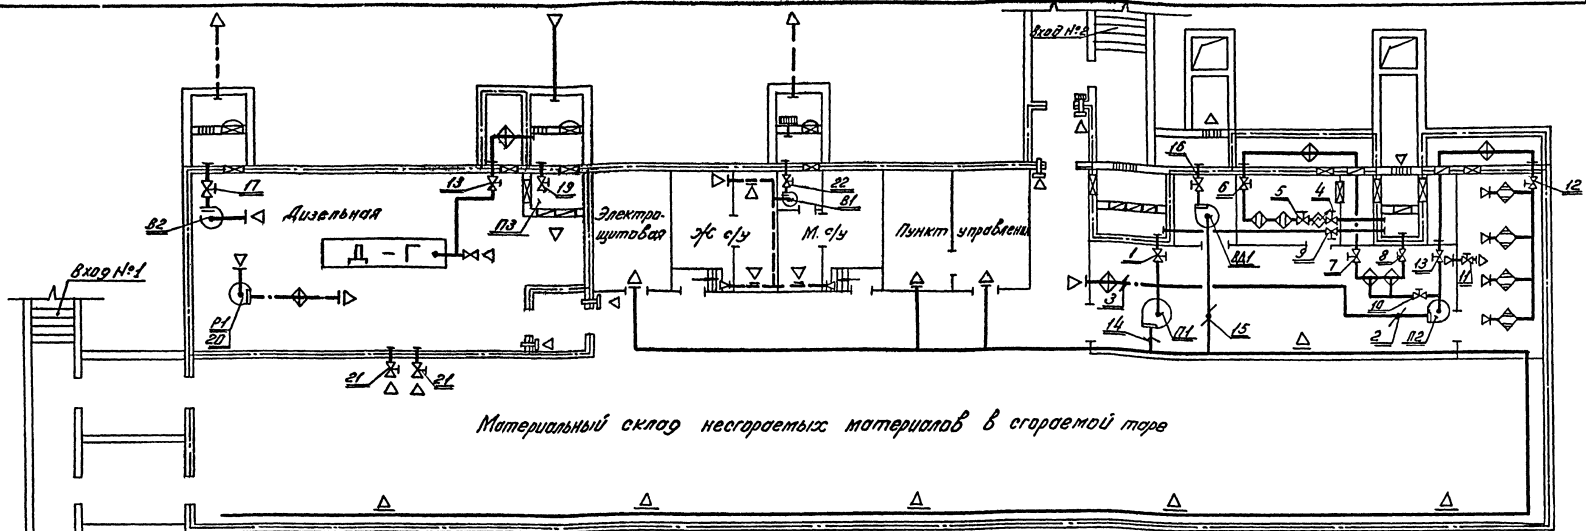 Вход №2
16
17
18
19
22
6
5
4
12
В2
Дизельная
П3
Электро-
щитовая
Ж с/у
В1
М. с/у
Пункт управления
Д - Г
1
ВД1
9
7
8
13
11
Вход №1
3
10
Р1
20
14
П1
15
2
П2
21
21
Материальный склад несгораемых материалов в сгораемой таре